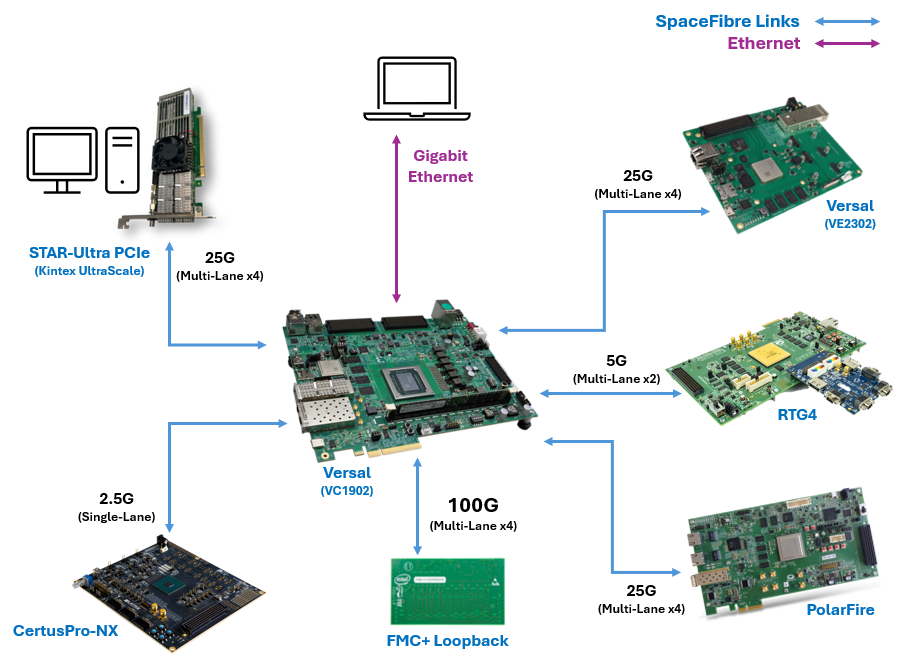 SpaceFibre Links
Ethernet
Gigabit
Ethernet
25G
(Multi-Lane x4)
Versal
(VE2302)
STAR-Ultra PCIe
(Kintex UltraScale)
25G
(Multi-Lane x4)
5G
(Multi-Lane x2)
RTG4
Versal
(VC1902)
2.5G
(Single-Lane)
100G
(Multi-Lane x4)
25G
(Multi-Lane x4)
PolarFire
CertusPro-NX
intel
FMC+ Loopback